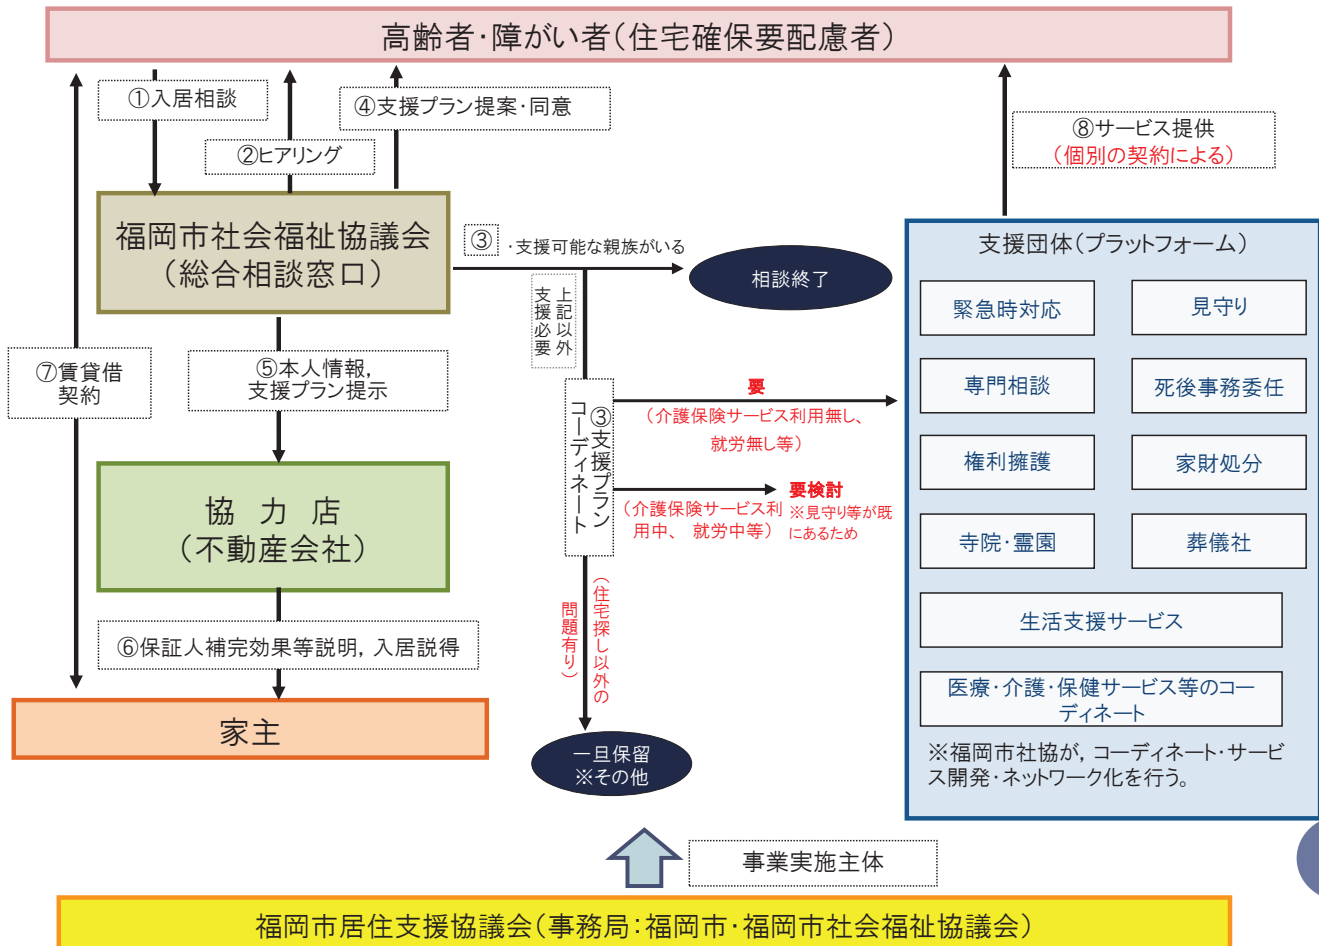 高齢者・障がい者（住宅確保要配慮者）
①入居相談
②ヒアリング
④支援プラン提案・同意
⑧サービス提供
（個別の契約による）
福岡市社会福祉協議会
（総合相談窓口）
③
・支援可能な親族がいる
相談終了
上記以外
支援必要
⑦賃貸借
契約
⑤本人情報，
支援プラン提示
③支援プラン
コーディネート
要
（介護保険サービス利用無し、
就労無し等）
要検討
（介護保険サービス利
用中、 就労中等）
※見守り等が既
にあるため
協 力 店
（不動産会社）
⑥保証人補完効果等説明，入居説得
（住宅探し以外の
問題有り）
家主
一旦保留
※その他
支援団体（プラットフォーム）
緊急時対応
見守り
専門相談
死後事務委任
権利擁護
家財処分
寺院・霊園
葬儀社
生活支援サービス
医療・介護・保健サービス等のコー
ディネート
※福岡市社協が，コーディネート・サービ
ス開発・ネットワーク化を行う。
事業実施主体
福岡市居住支援協議会（事務局：福岡市・福岡市社会福祉協議会）